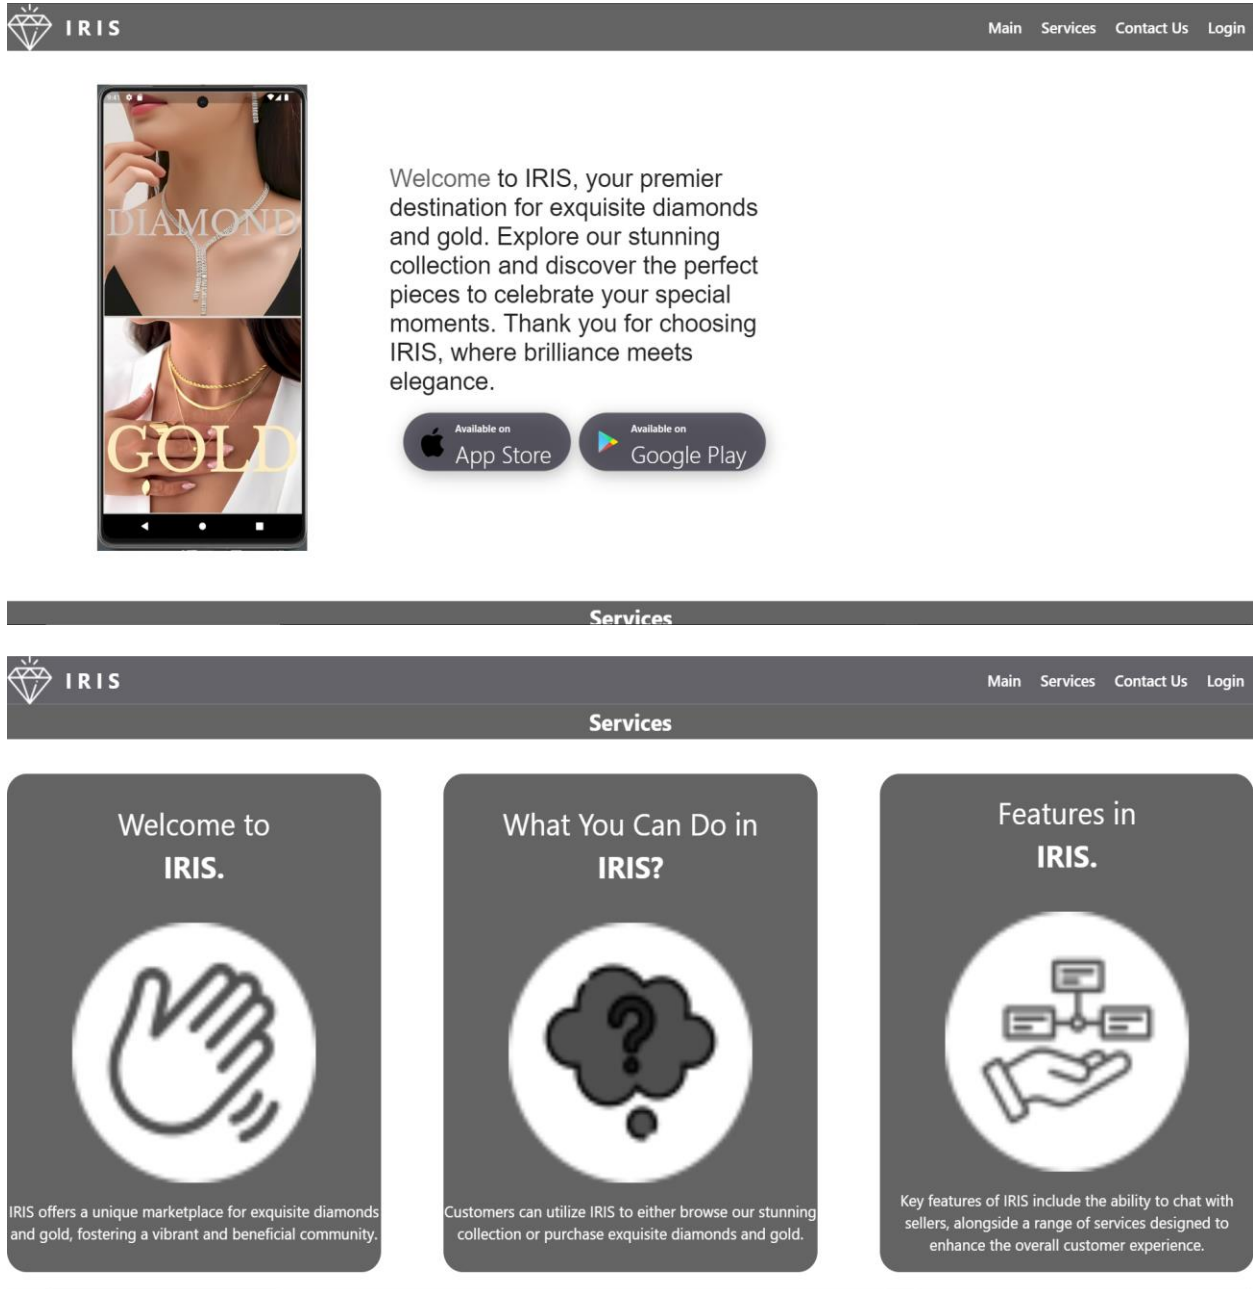 IRIS
Main Services Contact Us Login
DIAMOND
GOLD
Welcome to IRIS, your premier
destination for exquisite diamonds
and gold. Explore our stunning
collection and discover the perfect
pieces to celebrate your special
moments. Thank you for choosing
IRIS, where brilliance meets
elegance.
Available on
App Store
Available on
Google Play
Services
IRIS
Main Services Contact Us Login
Services
Welcome to
IRIS.
IRIS offers a unique marketplace for exquisite diamonds
and gold, fostering a vibrant and beneficial community.
What You Can Do in
IRIS?
?
Customers can utilize IRIS to either browse our stunning
collection or purchase exquisite diamonds and gold.
Features in
IRIS.
Key features of IRIS include the ability to chat with
sellers, alongside a range of services designed to
enhance the overall customer experience.